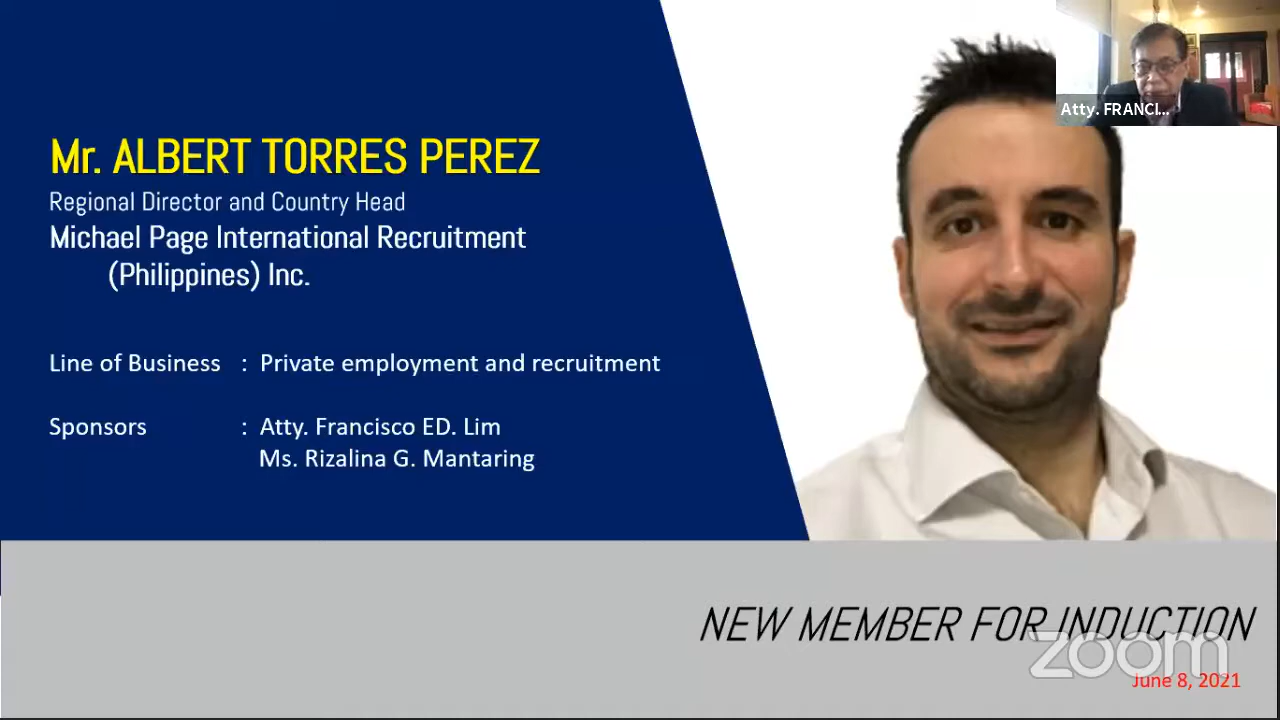 Atty. FRANCI...
Mr. ALBERT TORRES PEREZ
Regional Director and Country Head
Michael Page International Recruitment
(Philippines) Inc.
Line of Business : Private employment and recruitment
Sponsors : Atty. Francisco ED. Lim
Ms. Rizalina G. Mantaring
NEW MEMBER FOR INDUCTION
zoom
June 8, 2021